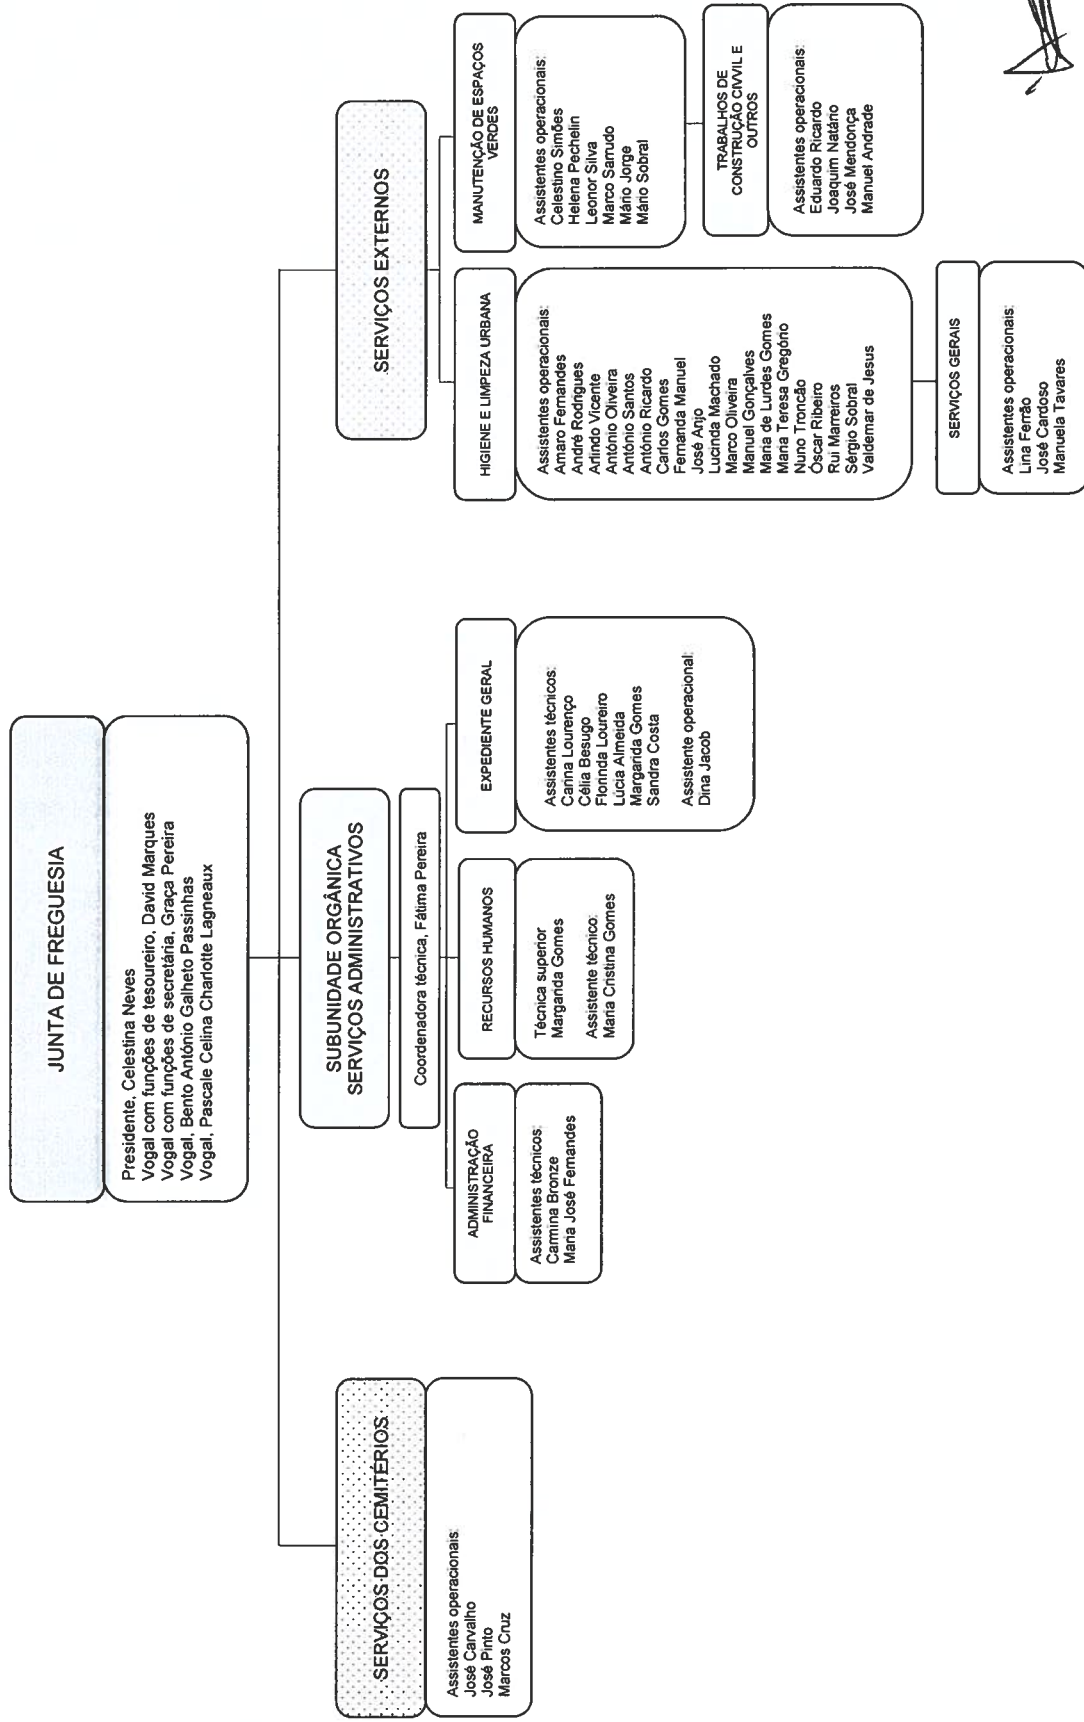 JUNTA DE FREGUESIA
Presidente, Celestina Neves
Vogal com funções de tesoureiro, David Marques
Vogal com funções de secretária, Graça Pereira
Vogal, Bento António Galheto Passinhas
Vogal, Pascale Celina Charlotte Lagneaux
SERVIÇOS DOS CEMITÉRIOS
Assistentes operacionais:
José Carvalho
José Pinto
Marcos Cruz
SUBUNIDADE ORGÂNICA
SERVIÇOS ADMINISTRATIVOS
Coordenadora técnica, Fátima Pereira
ADMINISTRAÇÃO
FINANCEIRA
Assistentes técnicos:
Carmina Bronze
Maria José Fernandes
RECURSOS HUMANOS
Técnica superior
Margarida Gomes
Assistente técnico:
Maria Cristina Gomes
EXPEDIENTE GERAL
Assistentes técnicos:
Carina Lourenço
Célia Besugo
Florinda Loureiro
Lúcia Almeida
Margarida Gomes
Sandra Costa
Assistente operacional:
Dina Jacob
SERVIÇOS EXTERNOS
HIGIENE E LIMPEZA URBANA
Assistentes operacionais:
Amaro Fernandes
André Rodrigues
Arlindo Vicente
António Oliveira
António Santos
António Ricardo
Carlos Gomes
Fernanda Manuel
José Anjo
Lucinda Machado
Marco Oliveira
Manuel Gonçalves
Maria de Lurdes Gomes
Maria Teresa Gregório
Nuno Troncão
Óscar Ribeiro
Rui Marreiros
Sérgio Sobral
Valdemar de Jesus
SERVIÇOS GERAIS
Assistentes operacionais:
Lina Ferrão
José Cardoso
Manuela Tavares
MANUTENÇÃO DE ESPAÇOS
VERDES
Assistentes operacionais:
Celestino Simões
Helena Pechelin
Leonor Silva
Marco Sarrudo
Mário Jorge
Mário Sobral
TRABALHOS DE
CONSTRUÇÃO CIVVIL E
OUTROS
Assistentes operacionais:
Eduardo Ricardo
Joaquim Natário
José Mendonça
Manuel Andrade